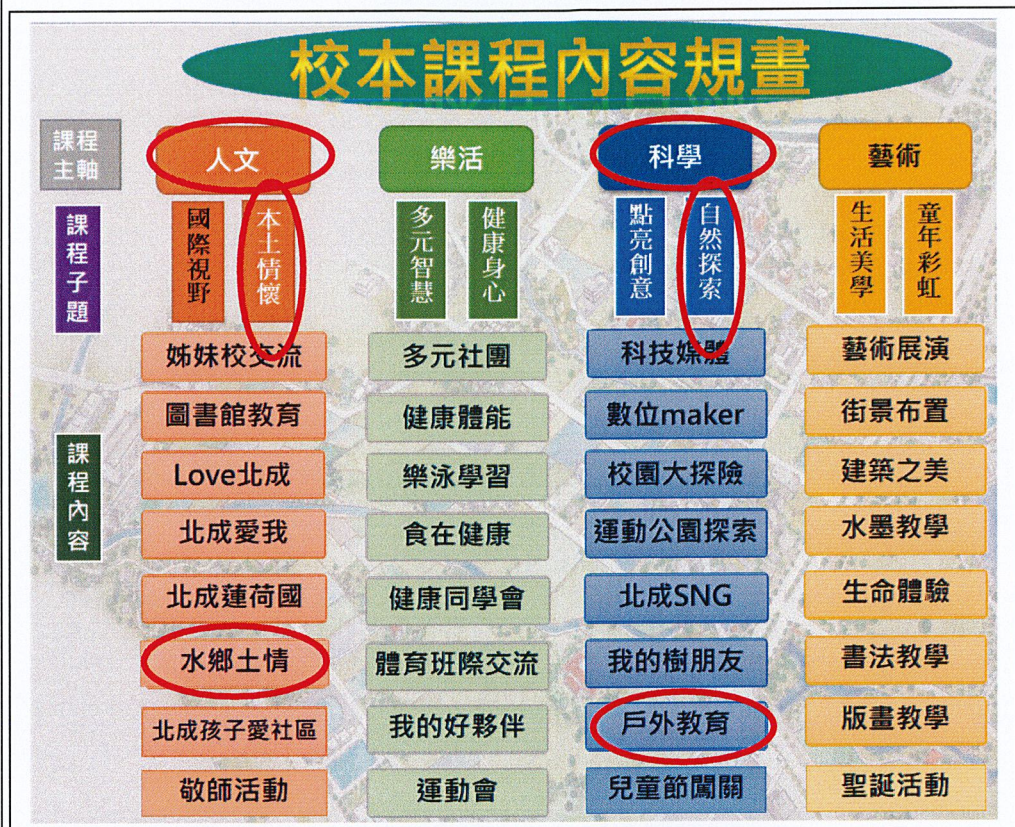 校本課程內容規畫
課程
主軸
人文
樂活
科學
藝術
課程子題
國際視野
本土情懷
多元智慧
健康身心
點亮創意
自然探索
生活美學
童年彩虹
課程內容
姊妹校交流
多元社團
科技媒體
藝術展演
圖書館教育
健康體能
數位maker
街景布置
Love北成
樂泳學習
校園大探險
建築之美
北成愛我
食在健康
運動公園探索
水墨教學
北成蓮荷國
健康同學會
北成SNG
生命體驗
水鄉土情
體育班際交流
我的樹朋友
書法教學
北成孩子愛社區
我的好夥伴
戶外教育
版畫教學
敬師活動
運動會
兒童節闖關
聖誕活動